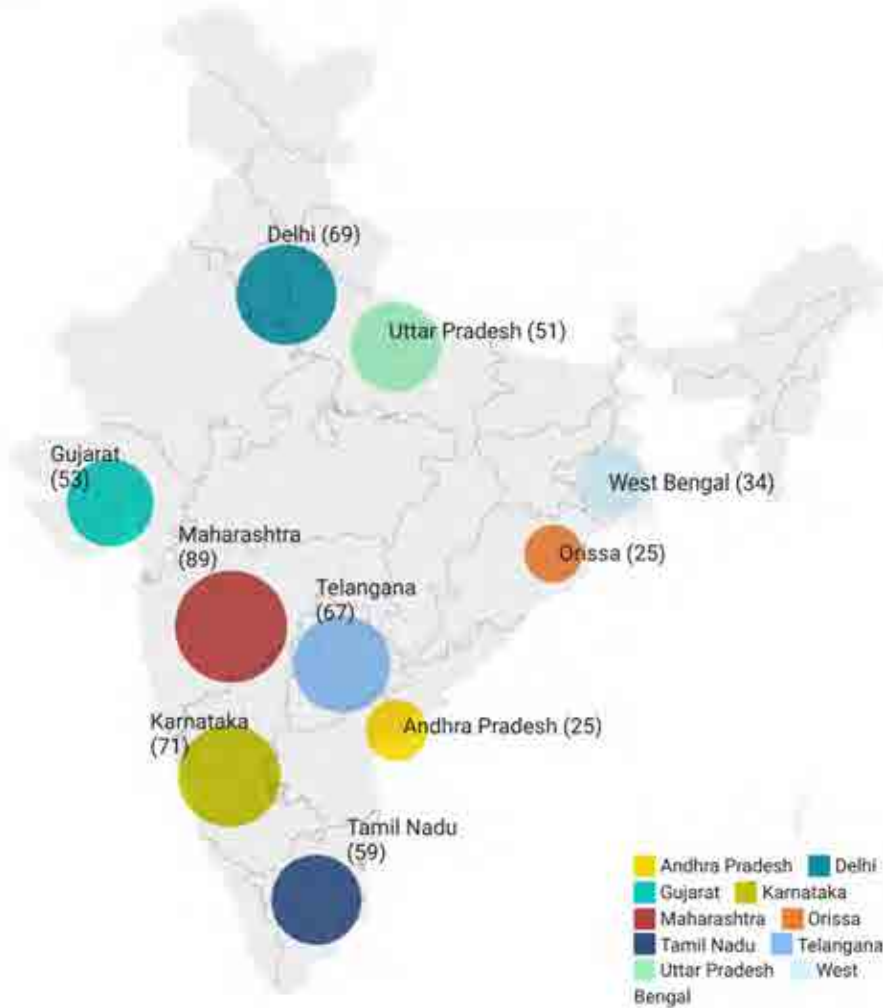 Delhi (69)
Uttar Pradesh (51)
Gujarat
(53)
West Bengal (34)
Maharashtra
(89)
Orissa (25)
Telangana
(67)
Karnataka
(71)
Andhra Pradesh (25)
Tamil Nadu
(59)
Andhra Pradesh Delhi
Gujarat Karnataka
Maharashtra Orissa
Tamil Nadu Telangana
Uttar Pradesh West
Bengal